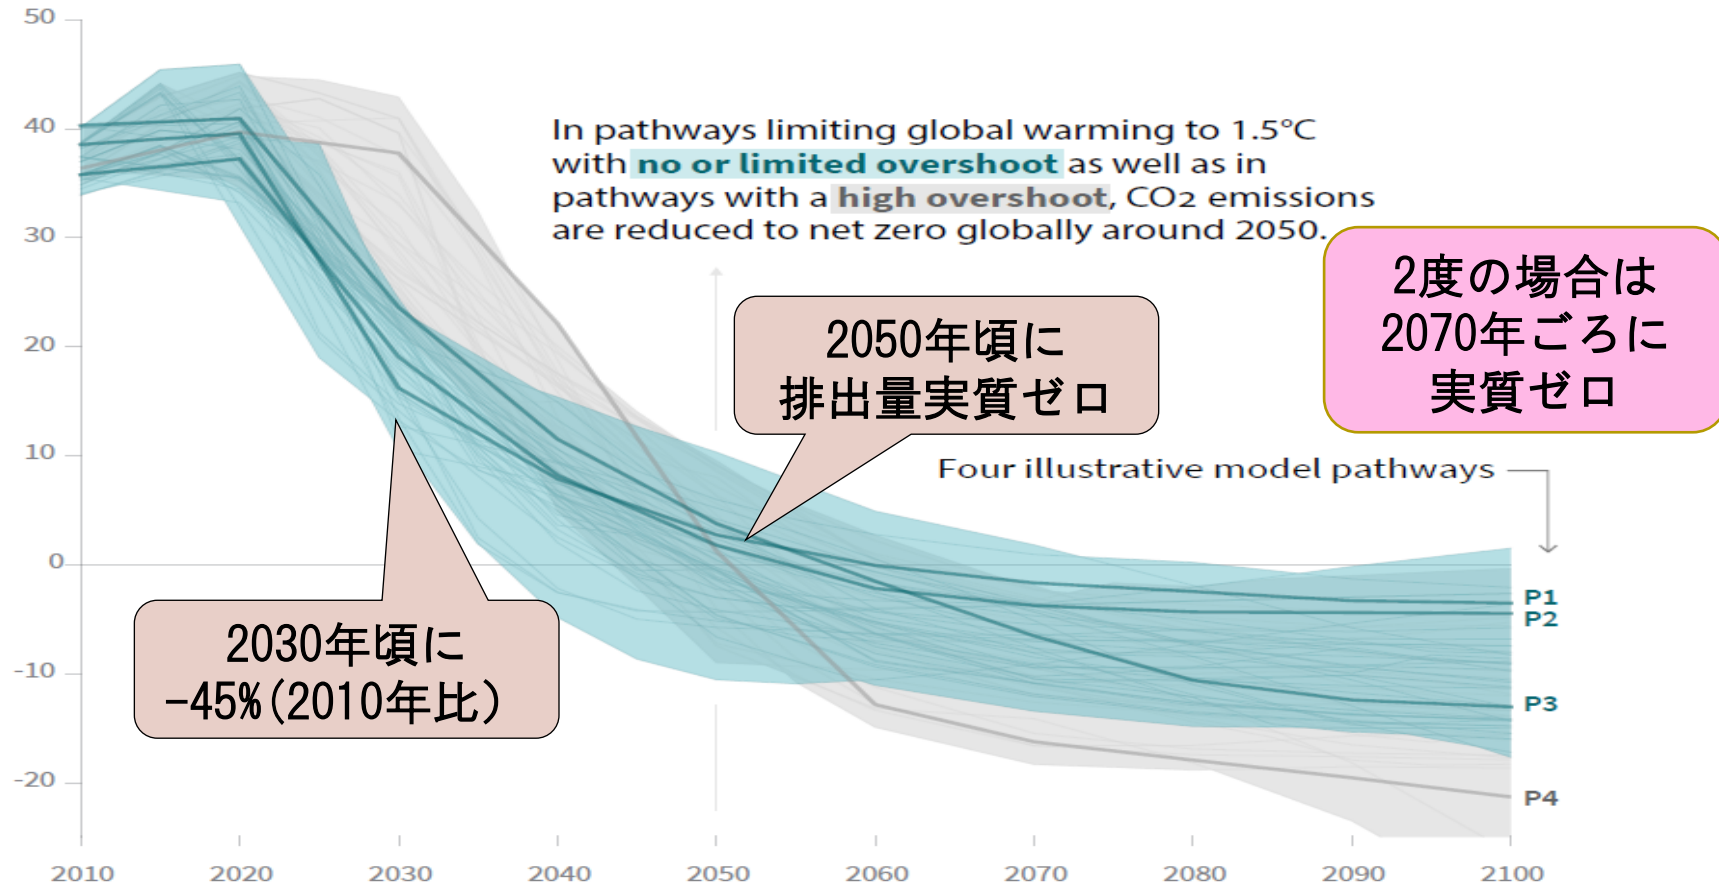 50
40
30
20
10
0
-10
-20
In pathways limiting global warming to 1.5°C
with no or limited overshoot as well as in
pathways with a high overshoot, CO2 emissions
are reduced to net zero globally around 2050.
2度の場合は
2070年ごろに
実質ゼロ
2050年頃に
排出量実質ゼロ
Four illustrative model pathways
2030年頃に
-45%(2010年比)
P1
P2
P3
P4
2010 2020 2030 2040 2050 2060 2070 2080 2090 2100